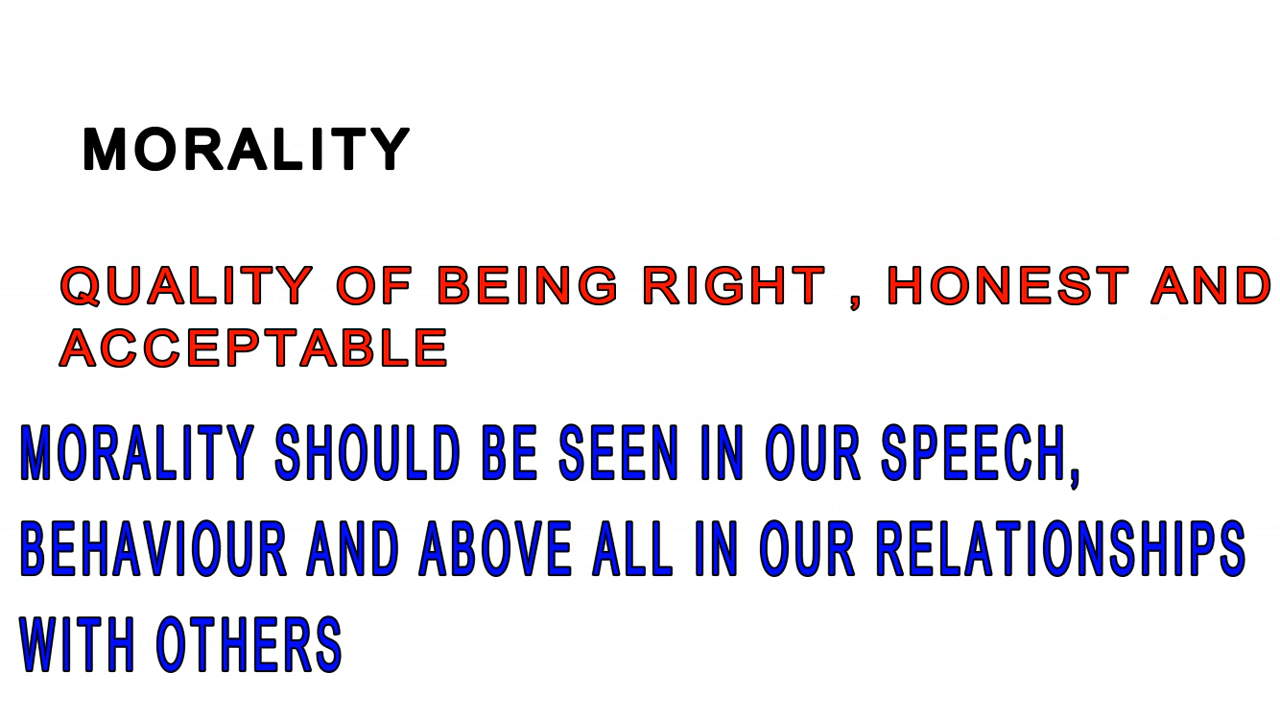 MORALITY
QUALITY OF BEING RIGHT , HONEST AND
ACCEPTABLE
MORALITY SHOULD BE SEEN IN OUR SPEECH,
BEHAVIOUR AND ABOVE ALL IN OUR RELATIONSHIPS
WITH OTHERS